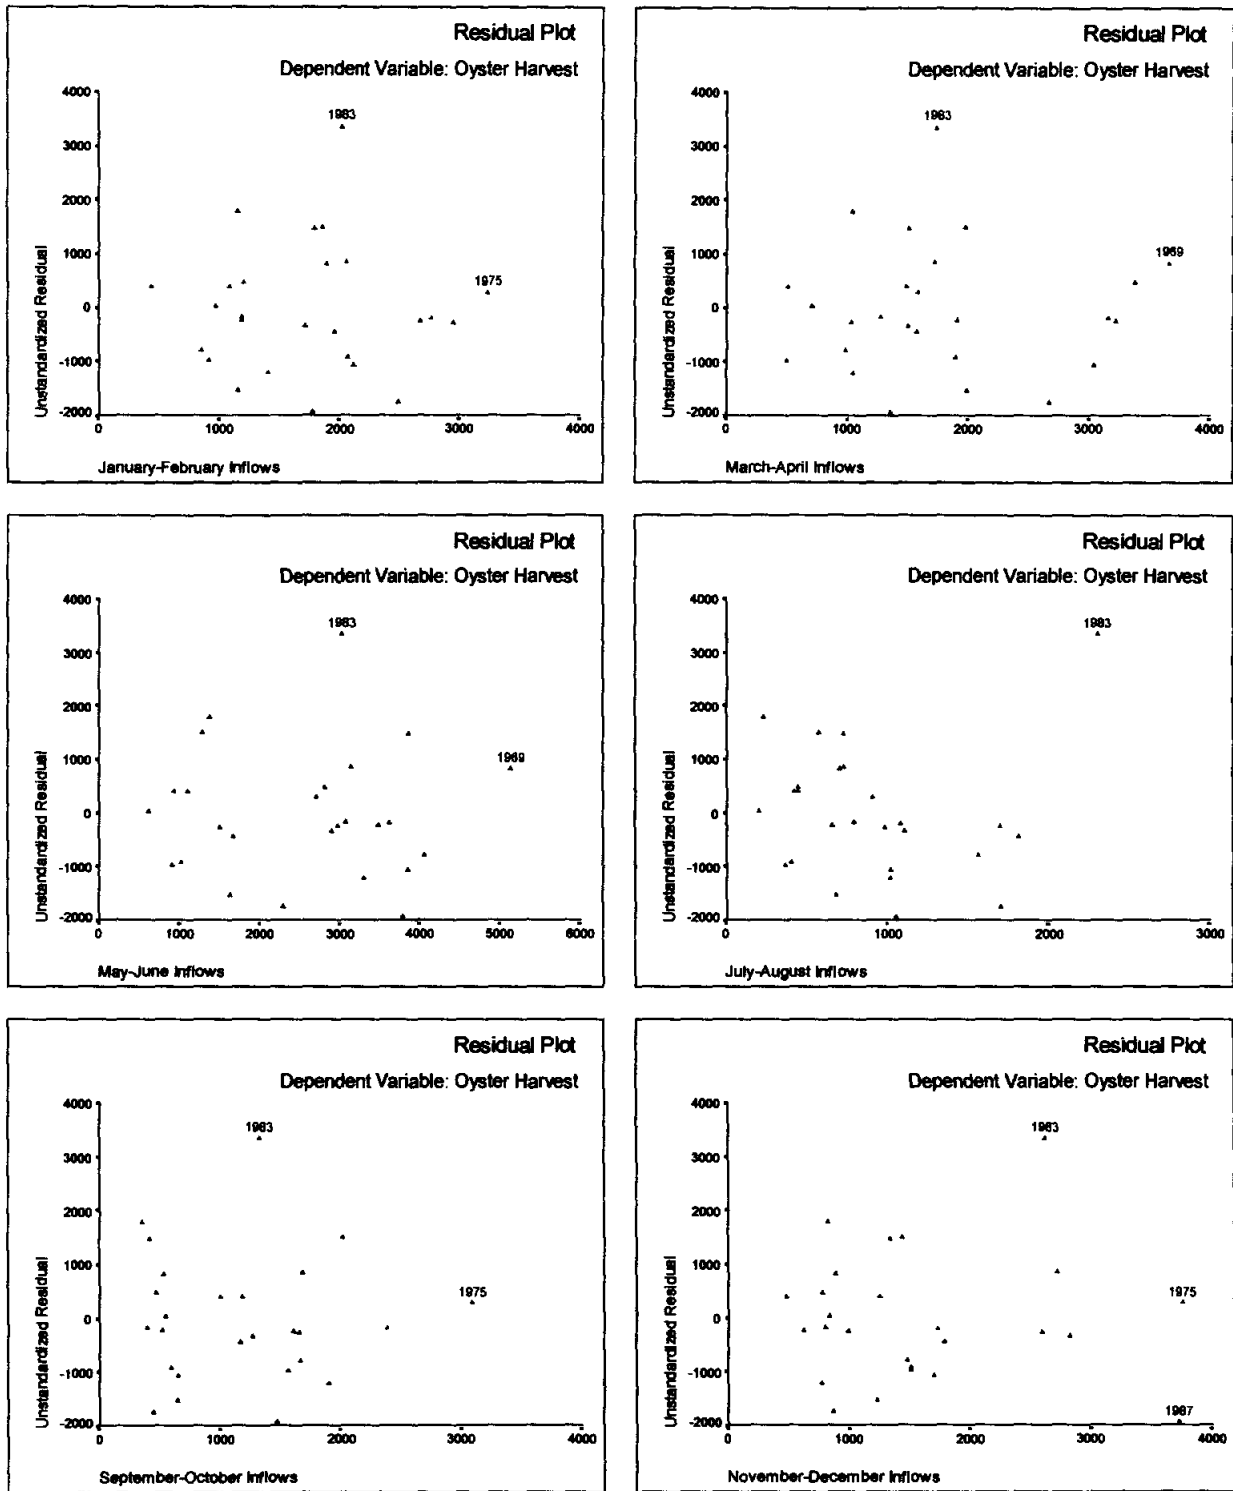 Residual Plot
Dependent Variable: Oyster Harvest
4000
1983
3000
2000
1000
1975
0
-1000
-2000
0 1000 2000 3000 4000
Unstandardized Residual
January-February Inflows
Residual Plot
Dependent Variable: Oyster Harvest
4000
1983
3000
2000
1000
1969
0
-1000
-2000
0 1000 2000 3000 4000
Unstandardized Residual
March-April Inflows
Residual Plot
Dependent Variable: Oyster Harvest
4000
1983
3000
2000
1000
1969
0
-1000
-2000
0 1000 2000 3000 4000 5000 6000
Unstandardized Residual
May-June Inflows
Residual Plot
Dependent Variable: Oyster Harvest
4000
1983
3000
2000
1000
0
-1000
-2000
0 1000 2000 3000
Unstandardized Residual
July-August Inflows
Residual Plot
Dependent Variable: Oyster Harvest
4000
1983
3000
2000
1000
1975
0
-1000
-2000
0 1000 2000 3000 4000
Unstandardized Residual
September-October Inflows
Residual Plot
Dependent Variable: Oyster Harvest
4000
1983
3000
2000
1000
1975
0
-1000
-2000
1987
0 1000 2000 3000 4000
Unstandardized Residual
November-December Inflows